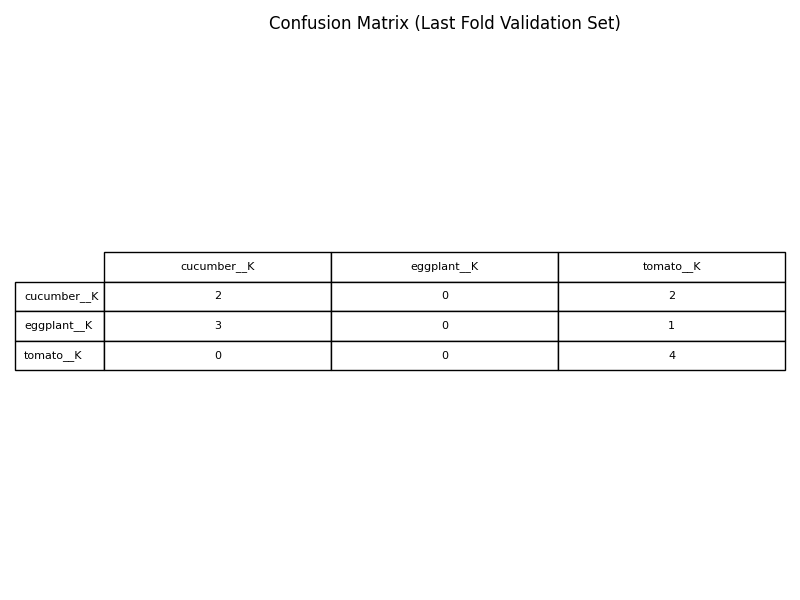 Confusion Matrix (Last Fold Validation Set)
cucumber__K eggplant__K tomato__K
cucumber__K 2 0 2
eggplant__K 3 0 1
tomato__K 0 0 4